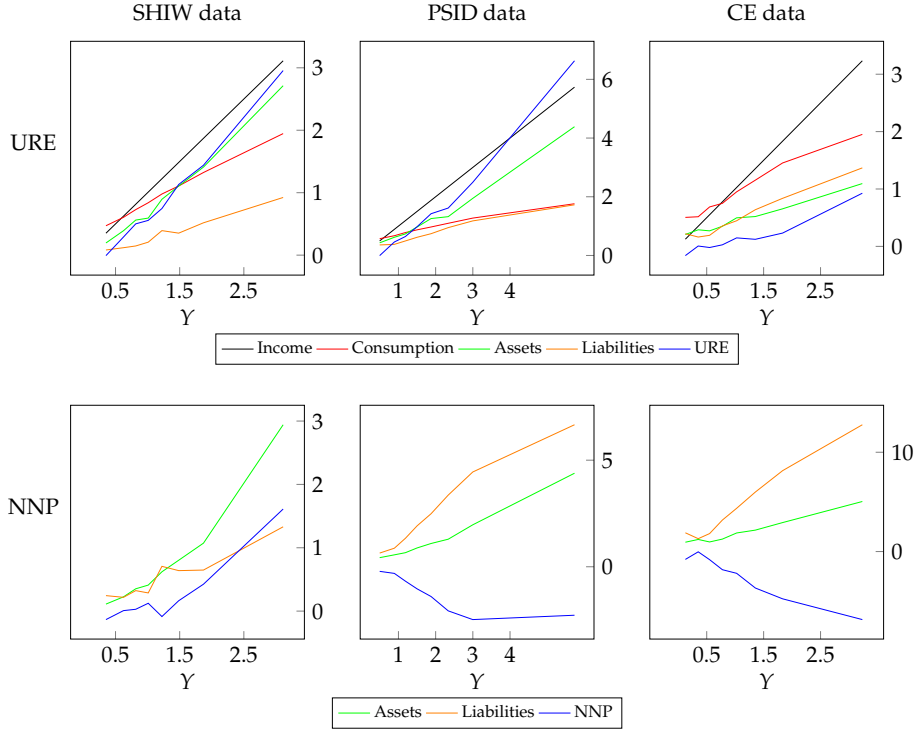 SHIW data PSID data CE data
URE
3
2
1
0
6
4
2
0
3
2
1
0
0.5 1.5 2.5
1 2 3 4
0.5 1.5 2.5
Y Y Y
Income Consumption Assets Liabilities URE
NNP
3
2
1
0
5
0
10
0
0.5 1.5 2.5
1 2 3 4
0.5 2.5
Y Y Y
Assets Liabilities NNP